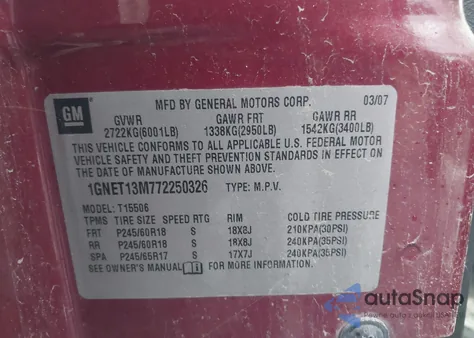 GM
MFD BY GENERAL MOTORS CORP. 03/07
GVWR GAWR FRT GAWR RR
2722KG(6001LB) 1338KG(2950LB) 1542KG(3400LB)
THIS VEHICLE CONFORMS TO ALL APPLICABLE U.S. FEDERAL MOTOR
VEHICLE SAFETY AND THEFT PREVENTION STANDARDS IN EFFECT ON
THE DATE OF MANUFACTURE SHOWN ABOVE.
1GNET13M772250326 TYPE: M.P.V.
MODEL: T15506
TPMS TIRE SIZE SPEED RTG RIM COLD TIRE PRESSURE
FRT P245/60R18 S 18X8J 210KPA(30PSI)
RR P245/60R18 S 18X8J 240KPA(35PSI)
SPA P245/65R17 S 17X7J 240KPA(35PSI)
SEE OWNER'S MANUAL FOR MORE INFORMATION.
autoSnap